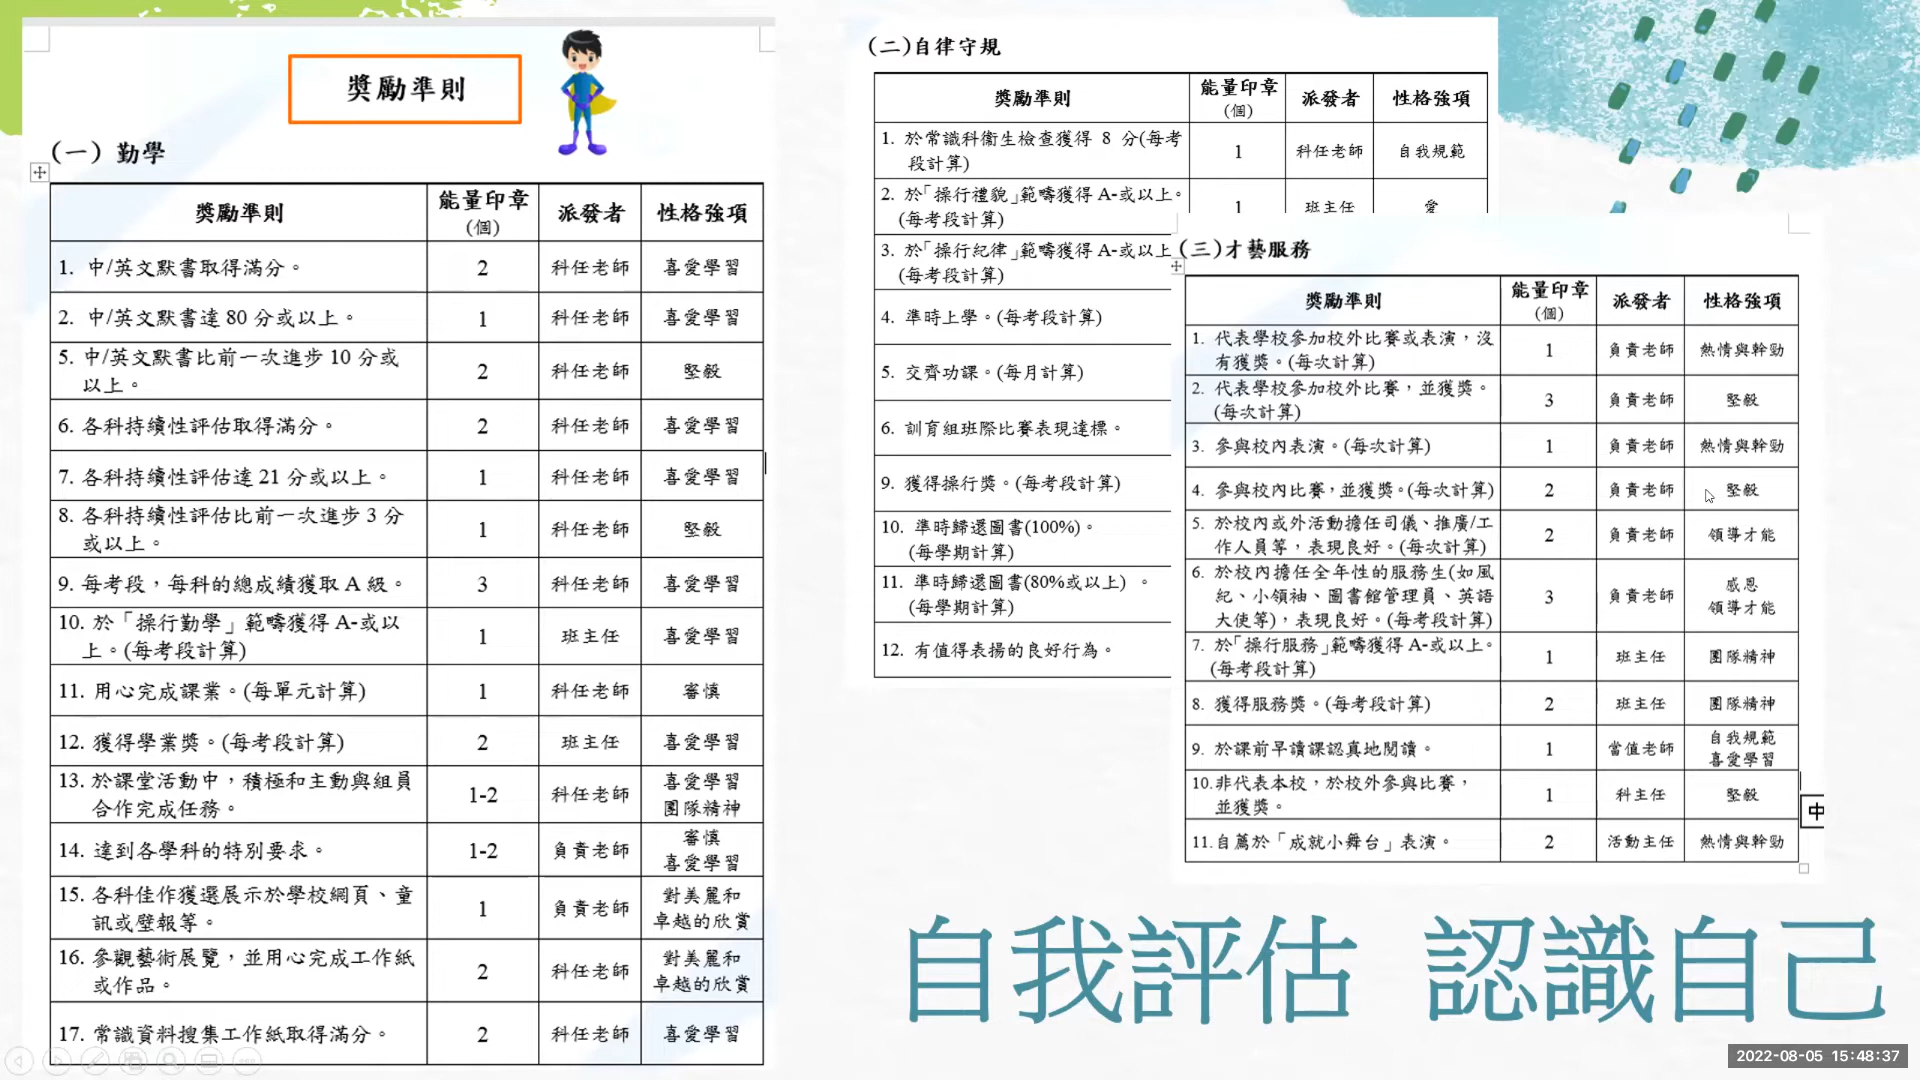 獎勵準則
(一) 勤學
獎勵準則 能量印章 派發者 性格強項
(個)
1. 中/英文默書取得滿分。 2 科任老師 喜愛學習
2. 中/英文默書達 80 分或以上。 1 科任老師 喜愛學習
5. 中/英文默書比前一次進步 10 分或 2 科任老師 堅毅
以上。
6. 各科持續性評估取得滿分。 2 科任老師 喜愛學習
7. 各科持續性評估達 21 分或以上。 1 科任老師 喜愛學習
8. 各科持續性評估比前一次進步 3 分 1 科任老師 堅毅
或以上。
9. 每考段，每科的總成績獲取 A 級。 3 科任老師 喜愛學習
10. 於「操行勤學」範疇獲得 A-或以 1 班主任 喜愛學習
上。(每考段計算)
11. 用心完成課業。(每單元計算) 1 科任老師 審慎
12. 獲得學業獎。(每考段計算) 2 班主任 喜愛學習
13. 於課堂活動中，積極和主動與組員 1-2 科任老師 喜愛學習
合作完成任務。 團隊精神
14. 達到各學科的特別要求。 1-2 負責老師 審慎
喜愛學習
15. 各科佳作獲選展示於學校網頁、童 1 負責老師 對美麗和
訊或壁報等。 卓越的欣賞
16. 參觀藝術展覽，並用心完成工作紙 2 科任老師 對美麗和
或作品。 卓越的欣賞
17. 常識資料搜集工作紙取得滿分。 2 科任老師 喜愛學習
(二)自律守規
獎勵準則 能量印章 派發者 性格強項
(個)
1. 於常識科衞生檢查獲得 8 分(每考 1 科任老師 自我規範
段計算)
2. 於「操行禮貌」範疇獲得 A-或以上。 1 班主任 愛
(每考段計算)
3. 於「操行紀律」範疇獲得 A-或以上
(每考段計算)
4. 準時上學。(每考段計算)
5. 交齊功課。(每月計算)
6. 訓育組班際比賽表現達標。
9. 獲得操行獎。(每考段計算)
10. 準時歸還圖書(100%)。
(每學期計算)
11. 準時歸還圖書(80%或以上) 。
(每學期計算)
12. 有值得表揚的良好行為。
(三)才藝服務
獎勵準則 能量印章 派發者 性格強項
(個)
1. 代表學校參加校外比賽或表演，沒 1 負責老師 熱情與幹勁
有獲獎。(每次計算)
2. 代表學校參加校外比賽，並獲獎。 3 負責老師 堅毅
(每次計算)
3. 參與校內表演。(每次計算) 1 負責老師 熱情與幹勁
4. 參與校內比賽，並獲獎。(每次計算) 2 負責老師 堅毅
5. 於校內或外活動擔任司儀、推廣/工 2 負責老師 領導才能
作人員等，表現良好。(每次計算)
6. 於校內擔任全年性的服務生(如風 3 負責老師 感恩
紀、小領袖、圖書館管理員、英語 領導才能
大使等)，表現良好。(每考段計算)
7. 於「操行服務」範疇獲得 A-或以上。 1 班主任 團隊精神
(每考段計算)
8. 獲得服務獎。(每考段計算) 2 班主任 團隊精神
9. 於課前早讀課認真地閱讀。 1 當值老師 自我規範
喜愛學習
10.非代表本校，於校外參與比賽， 1 科主任 堅毅
並獲獎。
11.自薦於「成就小舞台」表演。 2 活動主任 熱情與幹勁
中
自我評估 認識自己
2022-08-05 15:48:37